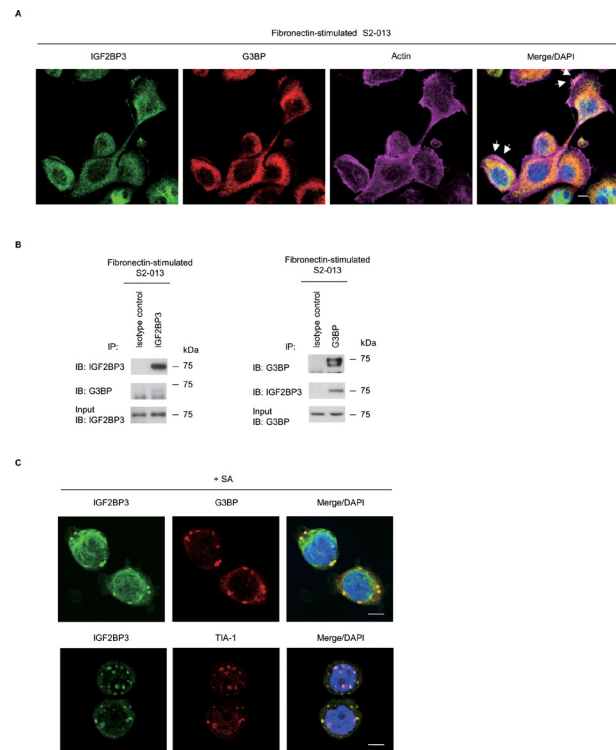 A
Fibronectin-stimulated S2-013
IGF2BP3 G3BP Actin Merge/DAPI
B
Fibronectin-stimulated
S2-013
IP:
Isotype control
IGF2BP3
kDa
IB: IGF2BP3 — 75
IB: G3BP — 75
Input
IB: IGF2BP3 — 75
Fibronectin-stimulated
S2-013
IP:
Isotype control
G3BP
kDa
IB: G3BP — 75
IB: IGF2BP3 — 75
Input
IB: G3BP — 75
C
+ SA
IGF2BP3 G3BP Merge/DAPI
IGF2BP3 TIA-1 Merge/DAPI